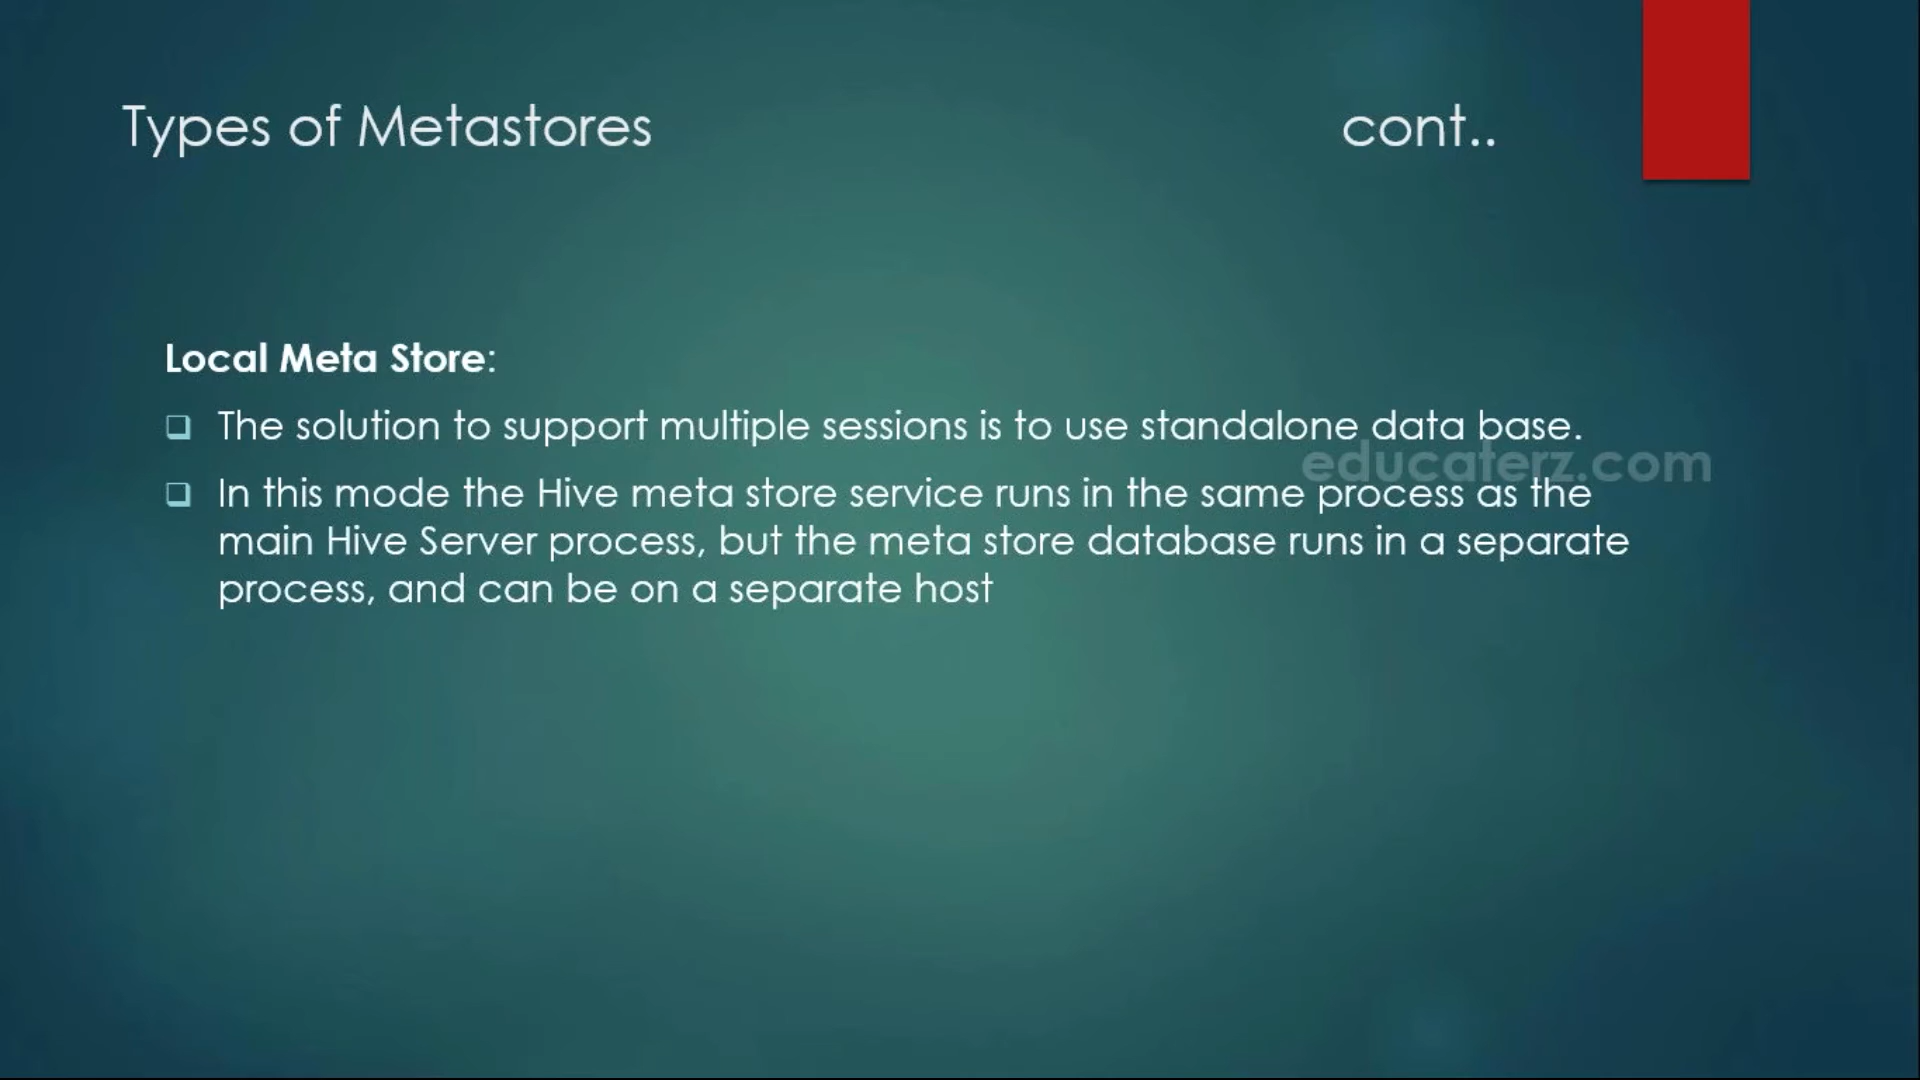 Types of Metastores cont..
Local Meta Store:
The solution to support multiple sessions is to use standalone data base.
educaterz.com
In this mode the Hive meta store service runs in the same process as the
main Hive Server process, but the meta store database runs in a separate
process, and can be on a separate host